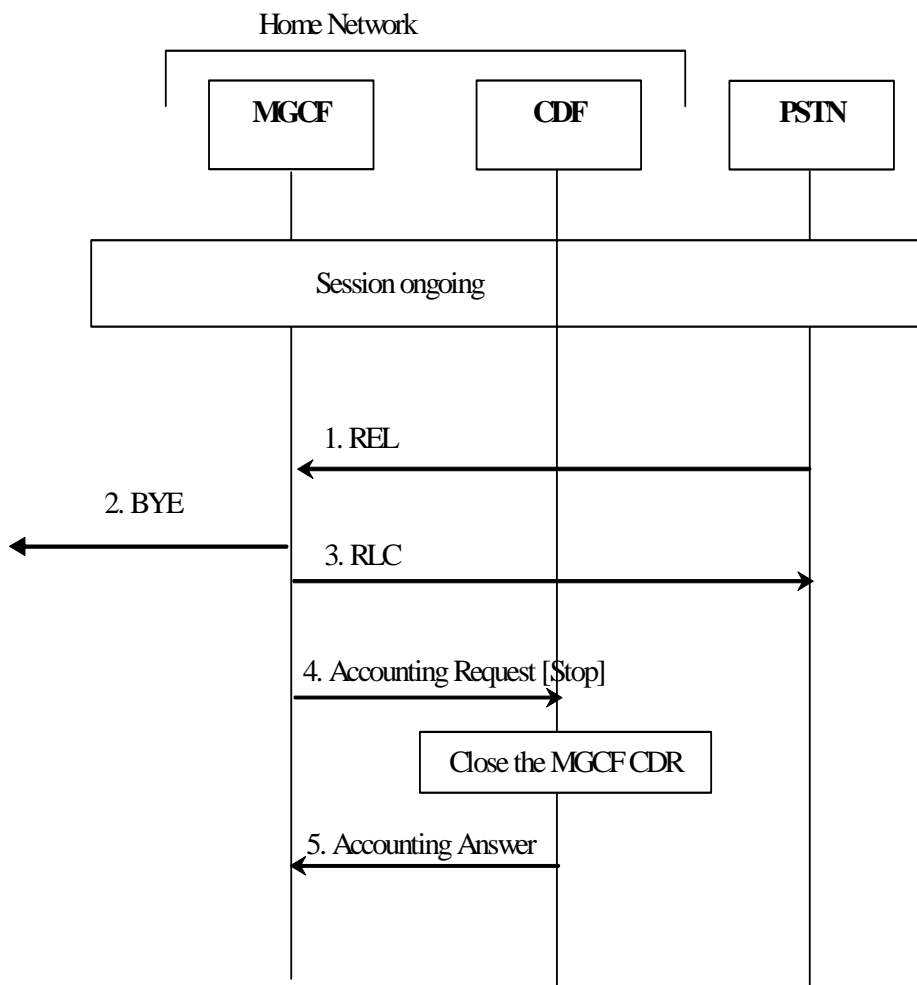 Home Network
MGCF
CDF
PSTN
Session ongoing
1. REL
2. BYE
3. RLC
4. Accounting Request [Stop]
Close the MGCF CDR
5. Accounting Answer